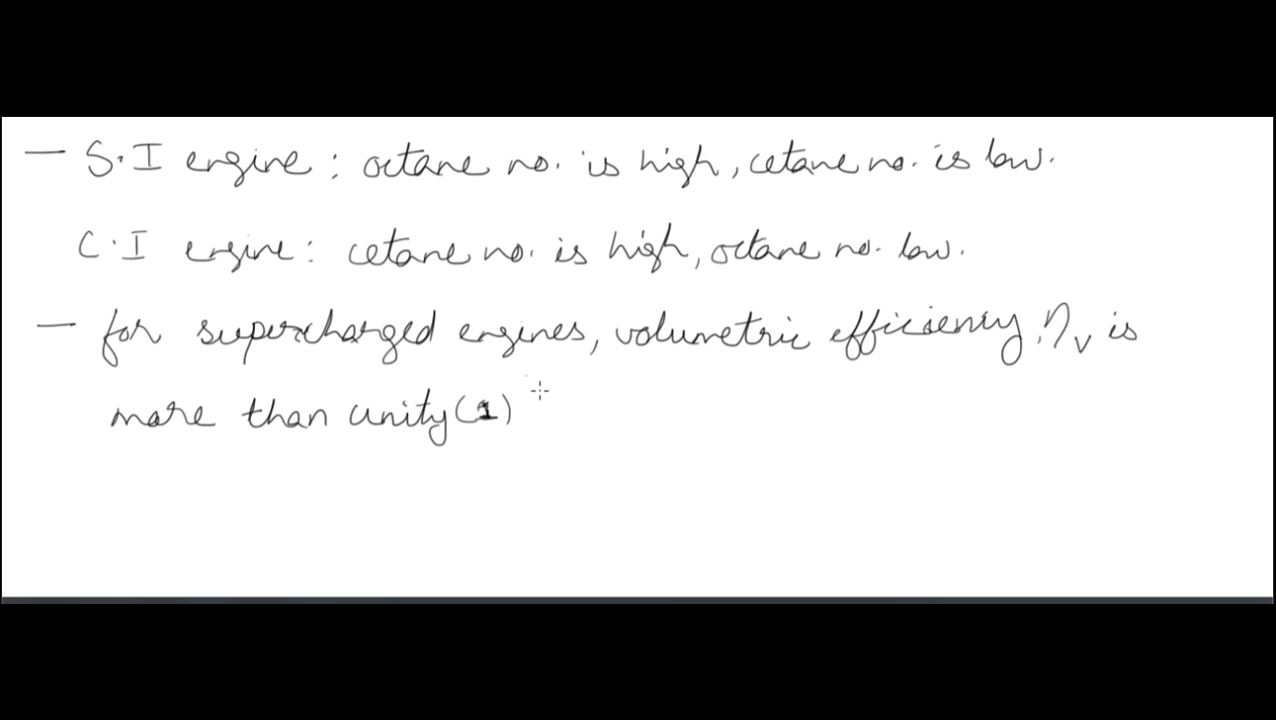 — S.I engine : octane no. is high, cetane no. is low.
C.I engine : cetane no. is high, octane no. low.
— for supercharged engines, volumetric efficiency, ηv is
more than unity (1)